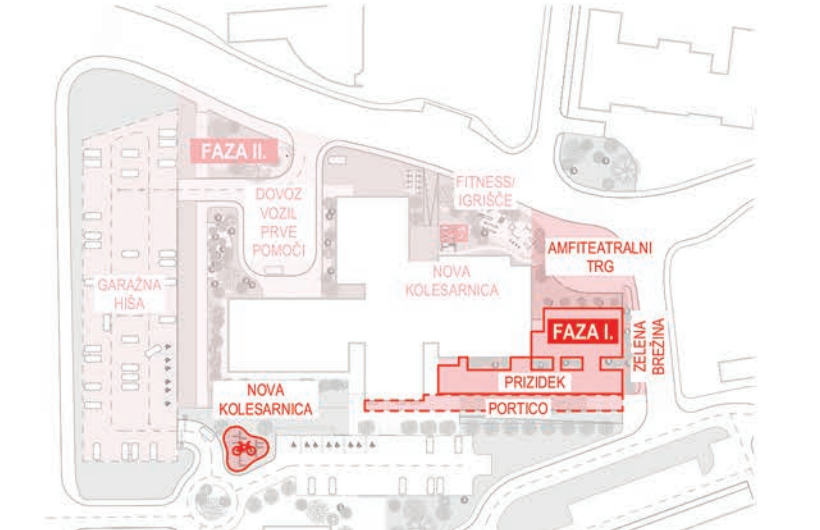 FAZA II.
DOVOZ
VOZIL
PRVE
POMOČI
FITNESS/
IGRIŠČE
AMFITEATRALNI
TRG
GARAŽNA
HIŠA
NOVA
KOLESARNICA
FAZA I.
ZELENA
BREŽINA
PRIZIDEK
NOVA
KOLESARNICA
PORTICO